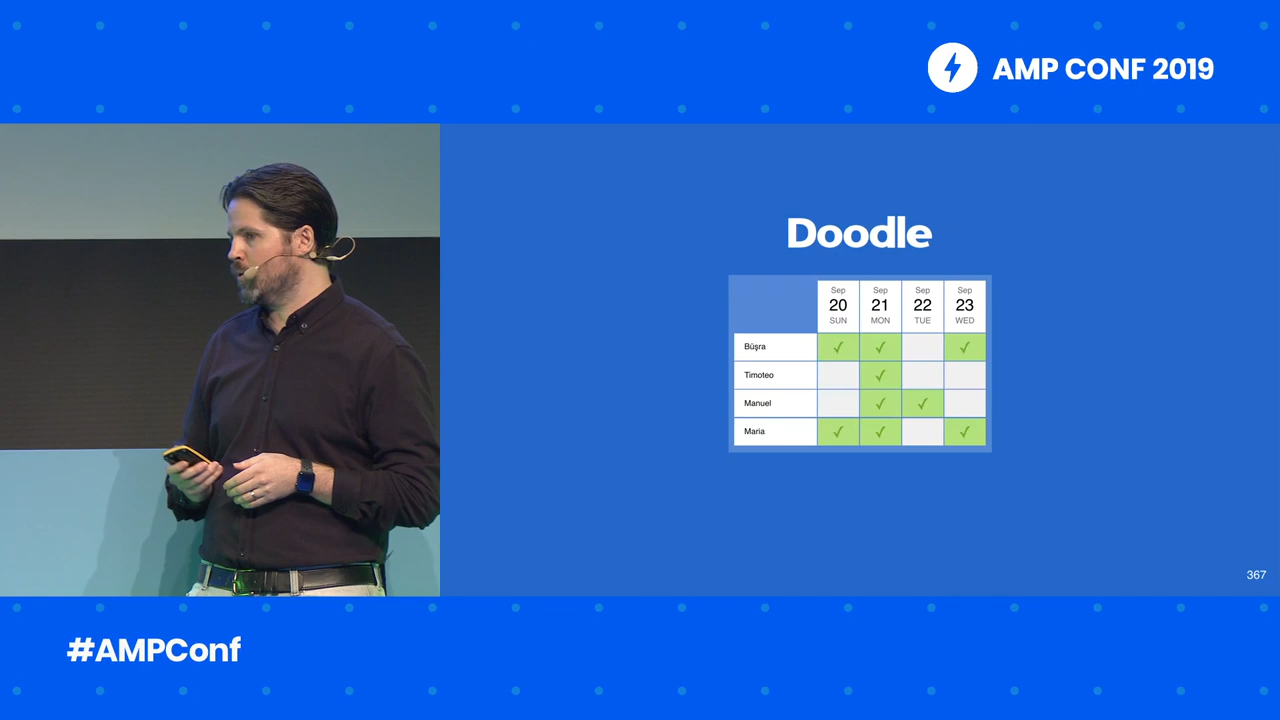 AMP CONF 2019
Doodle
Sep Sep Sep Sep
20 21 22 23
SUN MON TUE WED
Büşra ✓ ✓ ✓
Timoteo ✓
Manuel ✓ ✓
Maria ✓ ✓ ✓
367
#AMPConf